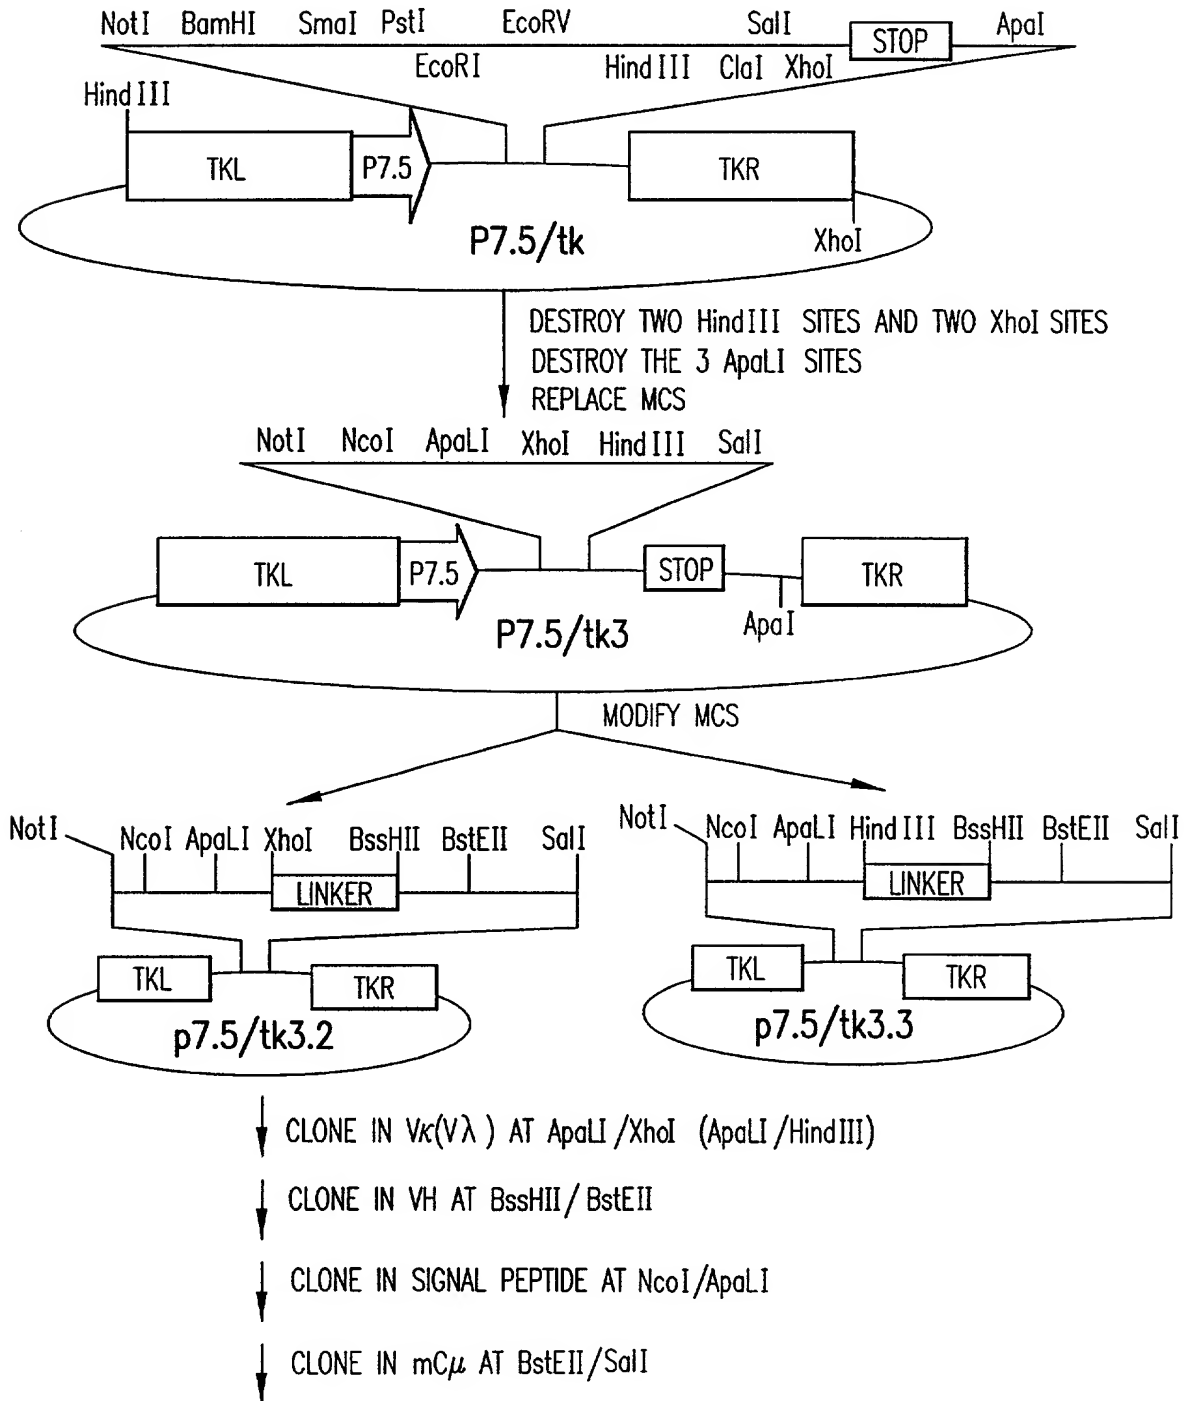 NotI BamHI SmaI PstI EcoRV SalI STOP ApaI
EcoRI HindIII ClaI XhoI
HindIII
TKL P7.5 TKR
XhoI
P7.5/tk
DESTROY TWO HindIII SITES AND TWO XhoI SITES
DESTROY THE 3 ApaLI SITES
REPLACE MCS
NotI NcoI ApaLI XhoI HindIII SalI
TKL P7.5 STOP TKR
ApaI
P7.5/tk3
MODIFY MCS
NotI NcoI ApaLI XhoI BssHII BstEII SalI
LINKER
TKL TKR
p7.5/tk3.2
NotI NcoI ApaLI HindIII BssHII BstEII SalI
LINKER
TKL TKR
p7.5/tk3.3
CLONE IN Vκ(Vλ) AT ApaLI/XhoI (ApaLI/HindIII)
CLONE IN VH AT BssHII/BstEII
CLONE IN SIGNAL PEPTIDE AT NcoI/ApaLI
CLONE IN mCμ AT BstEII/SalI